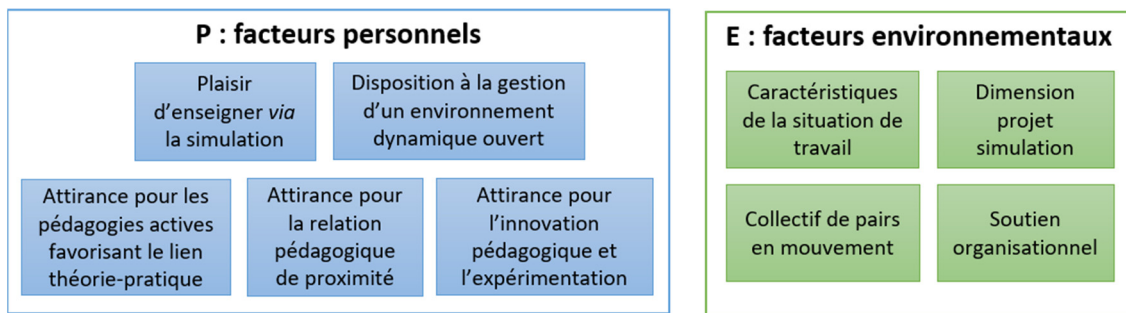 P : facteurs personnels
Plaisir
d’enseigner via
la simulation
Disposition à la gestion
d’un environnement
dynamique ouvert
Attirance pour les
pédagogies actives
favorisant le lien
théorie-pratique
Attirance pour
la relation
pédagogique
de proximité
Attirance pour
l’innovation
pédagogique et
l’expérimentation
E : facteurs environnementaux
Caractéristiques
de la situation de
travail
Dimension
projet
simulation
Collectif de pairs
en mouvement
Soutien
organisationnel